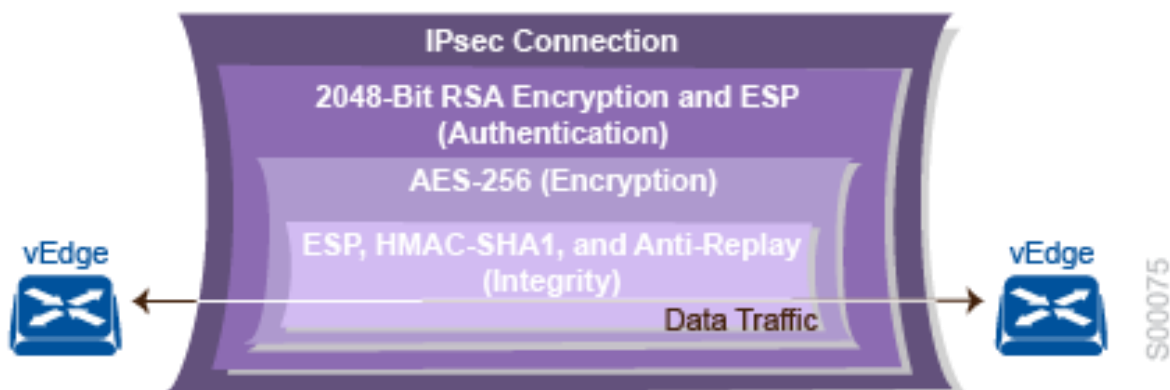 IPsec Connection
2048-Bit RSA Encryption and ESP
(Authentication)
AES-256 (Encryption)
ESP, HMAC-SHA1, and Anti-Replay
(Integrity)
vEdge
vEdge
Data Traffic
S00075